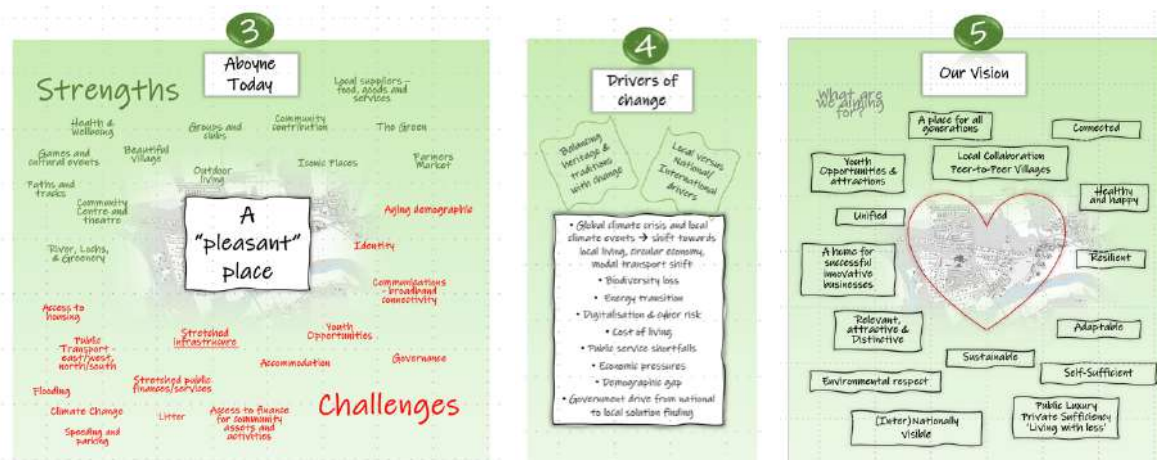 3
Aboyne
Today
Strengths
Local suppliers –
food, goods and
services
Health &
wellbeing
Groups and
clubs
Community
contribution
The Green
Games and
cultural events
Beautiful
Village
Outdoor
living
Iconic Places
Farmers
Market
Paths and
tracks
Community
Centre and
theatre
River, Lochs,
& Greenery
A
"pleasant"
place
Aging demographic
Identity
Communications
- broadband
connectivity
Access to
housing
Public
Transport -
east/west,
north/south
Stretched
infrastrucure
Youth
Opportunities
Accommodation
Governance
Flooding
Stretched public
finances/services
Climate Change
Litter
Access to finance
for community
assets and
activities
Speeding and
parking
Challenges
4
Drivers of
change
Balancing
heritage &
traditions
with change
Local versus
National/
International
drivers
• Global climate crisis and local
climate events → shift towards
local living, circular economy,
modal transport shift
• Biodiversity loss
• Energy transition
• Digitalisation & cyber risk
• Cost of living
• Public service shortfalls
• Economic pressures
• Demographic gap
• Government drive from national
to local solution finding
5
Our Vision
What are
we aiming
for?
A place for all
generations
Connected
Youth
Opportunities &
attractions
Local Collaboration
Peer-to-Peer Villages
Healthy
and happy
Unified
A home for
successful
innovative
businesses
Resilient
Relevant,
attractive &
Distinctive
Adaptable
Sustainable
Self-Sufficient
Environmental respect
(Inter)Nationally
Visible
Public Luxury
Private Sufficiency
'Living with less'